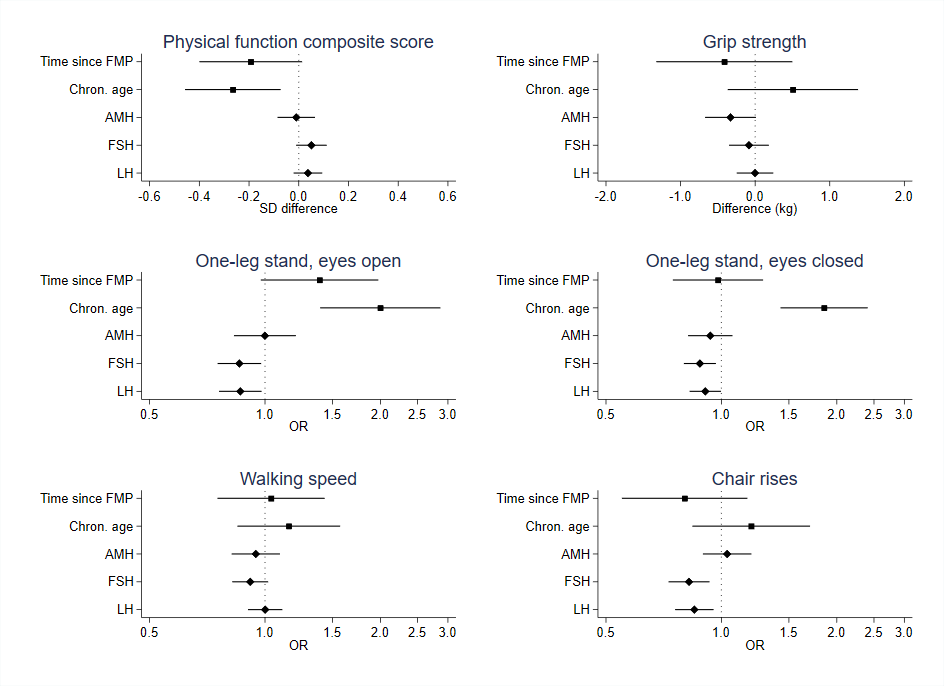 Physical function composite score
Time since FMP
Chron. age
AMH
FSH
LH
-0.6 -0.4 -0.2 0.0 0.2 0.4 0.6
SD difference
Grip strength
Time since FMP
Chron. age
AMH
FSH
LH
-2.0 -1.0 0.0 1.0 2.0
Difference (kg)
One-leg stand, eyes open
Time since FMP
Chron. age
AMH
FSH
LH
0.5 1.0 1.5 2.0 2.5 3.0
OR
One-leg stand, eyes closed
Time since FMP
Chron. age
AMH
FSH
LH
0.5 1.0 1.5 2.0 2.5 3.0
OR
Walking speed
Time since FMP
Chron. age
AMH
FSH
LH
0.5 1.0 1.5 2.0 2.5 3.0
OR
Chair rises
Time since FMP
Chron. age
AMH
FSH
LH
0.5 1.0 1.5 2.0 2.5 3.0
OR